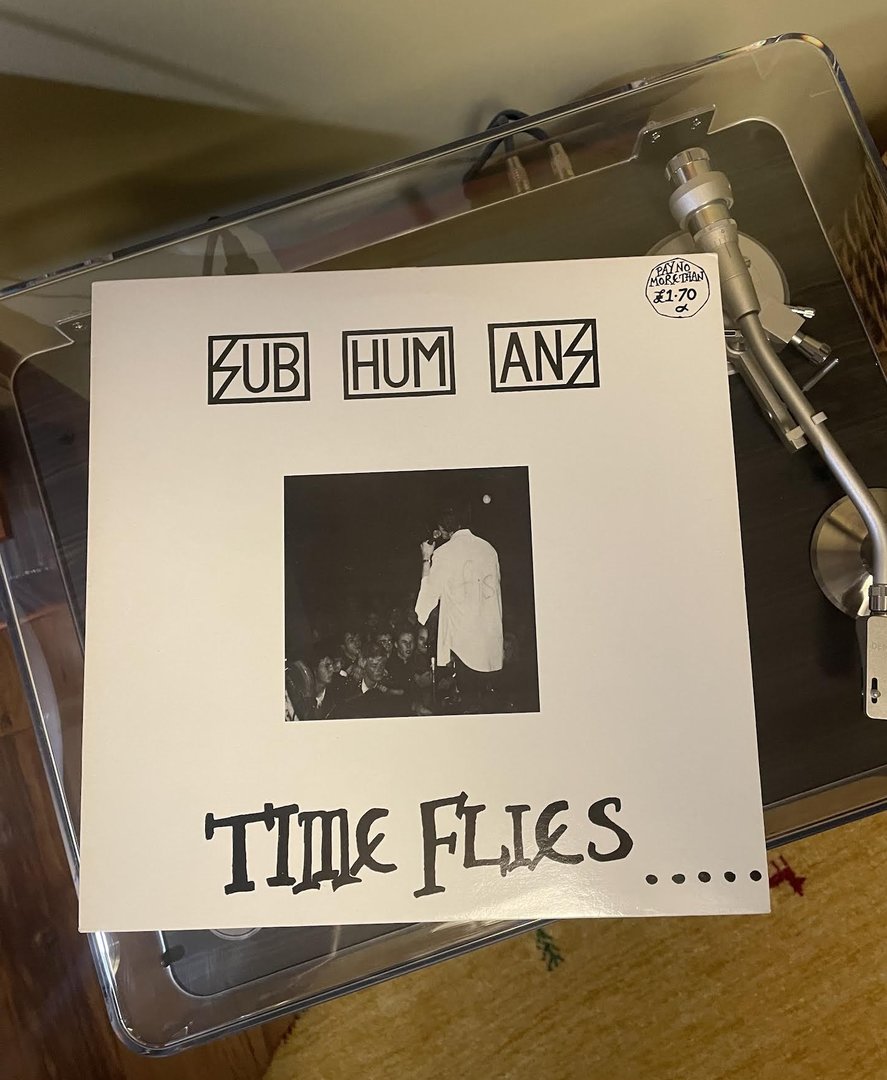 PAY NO
MORE THAN
£1·70
SUB HUM ANS
TIME FLIES.....